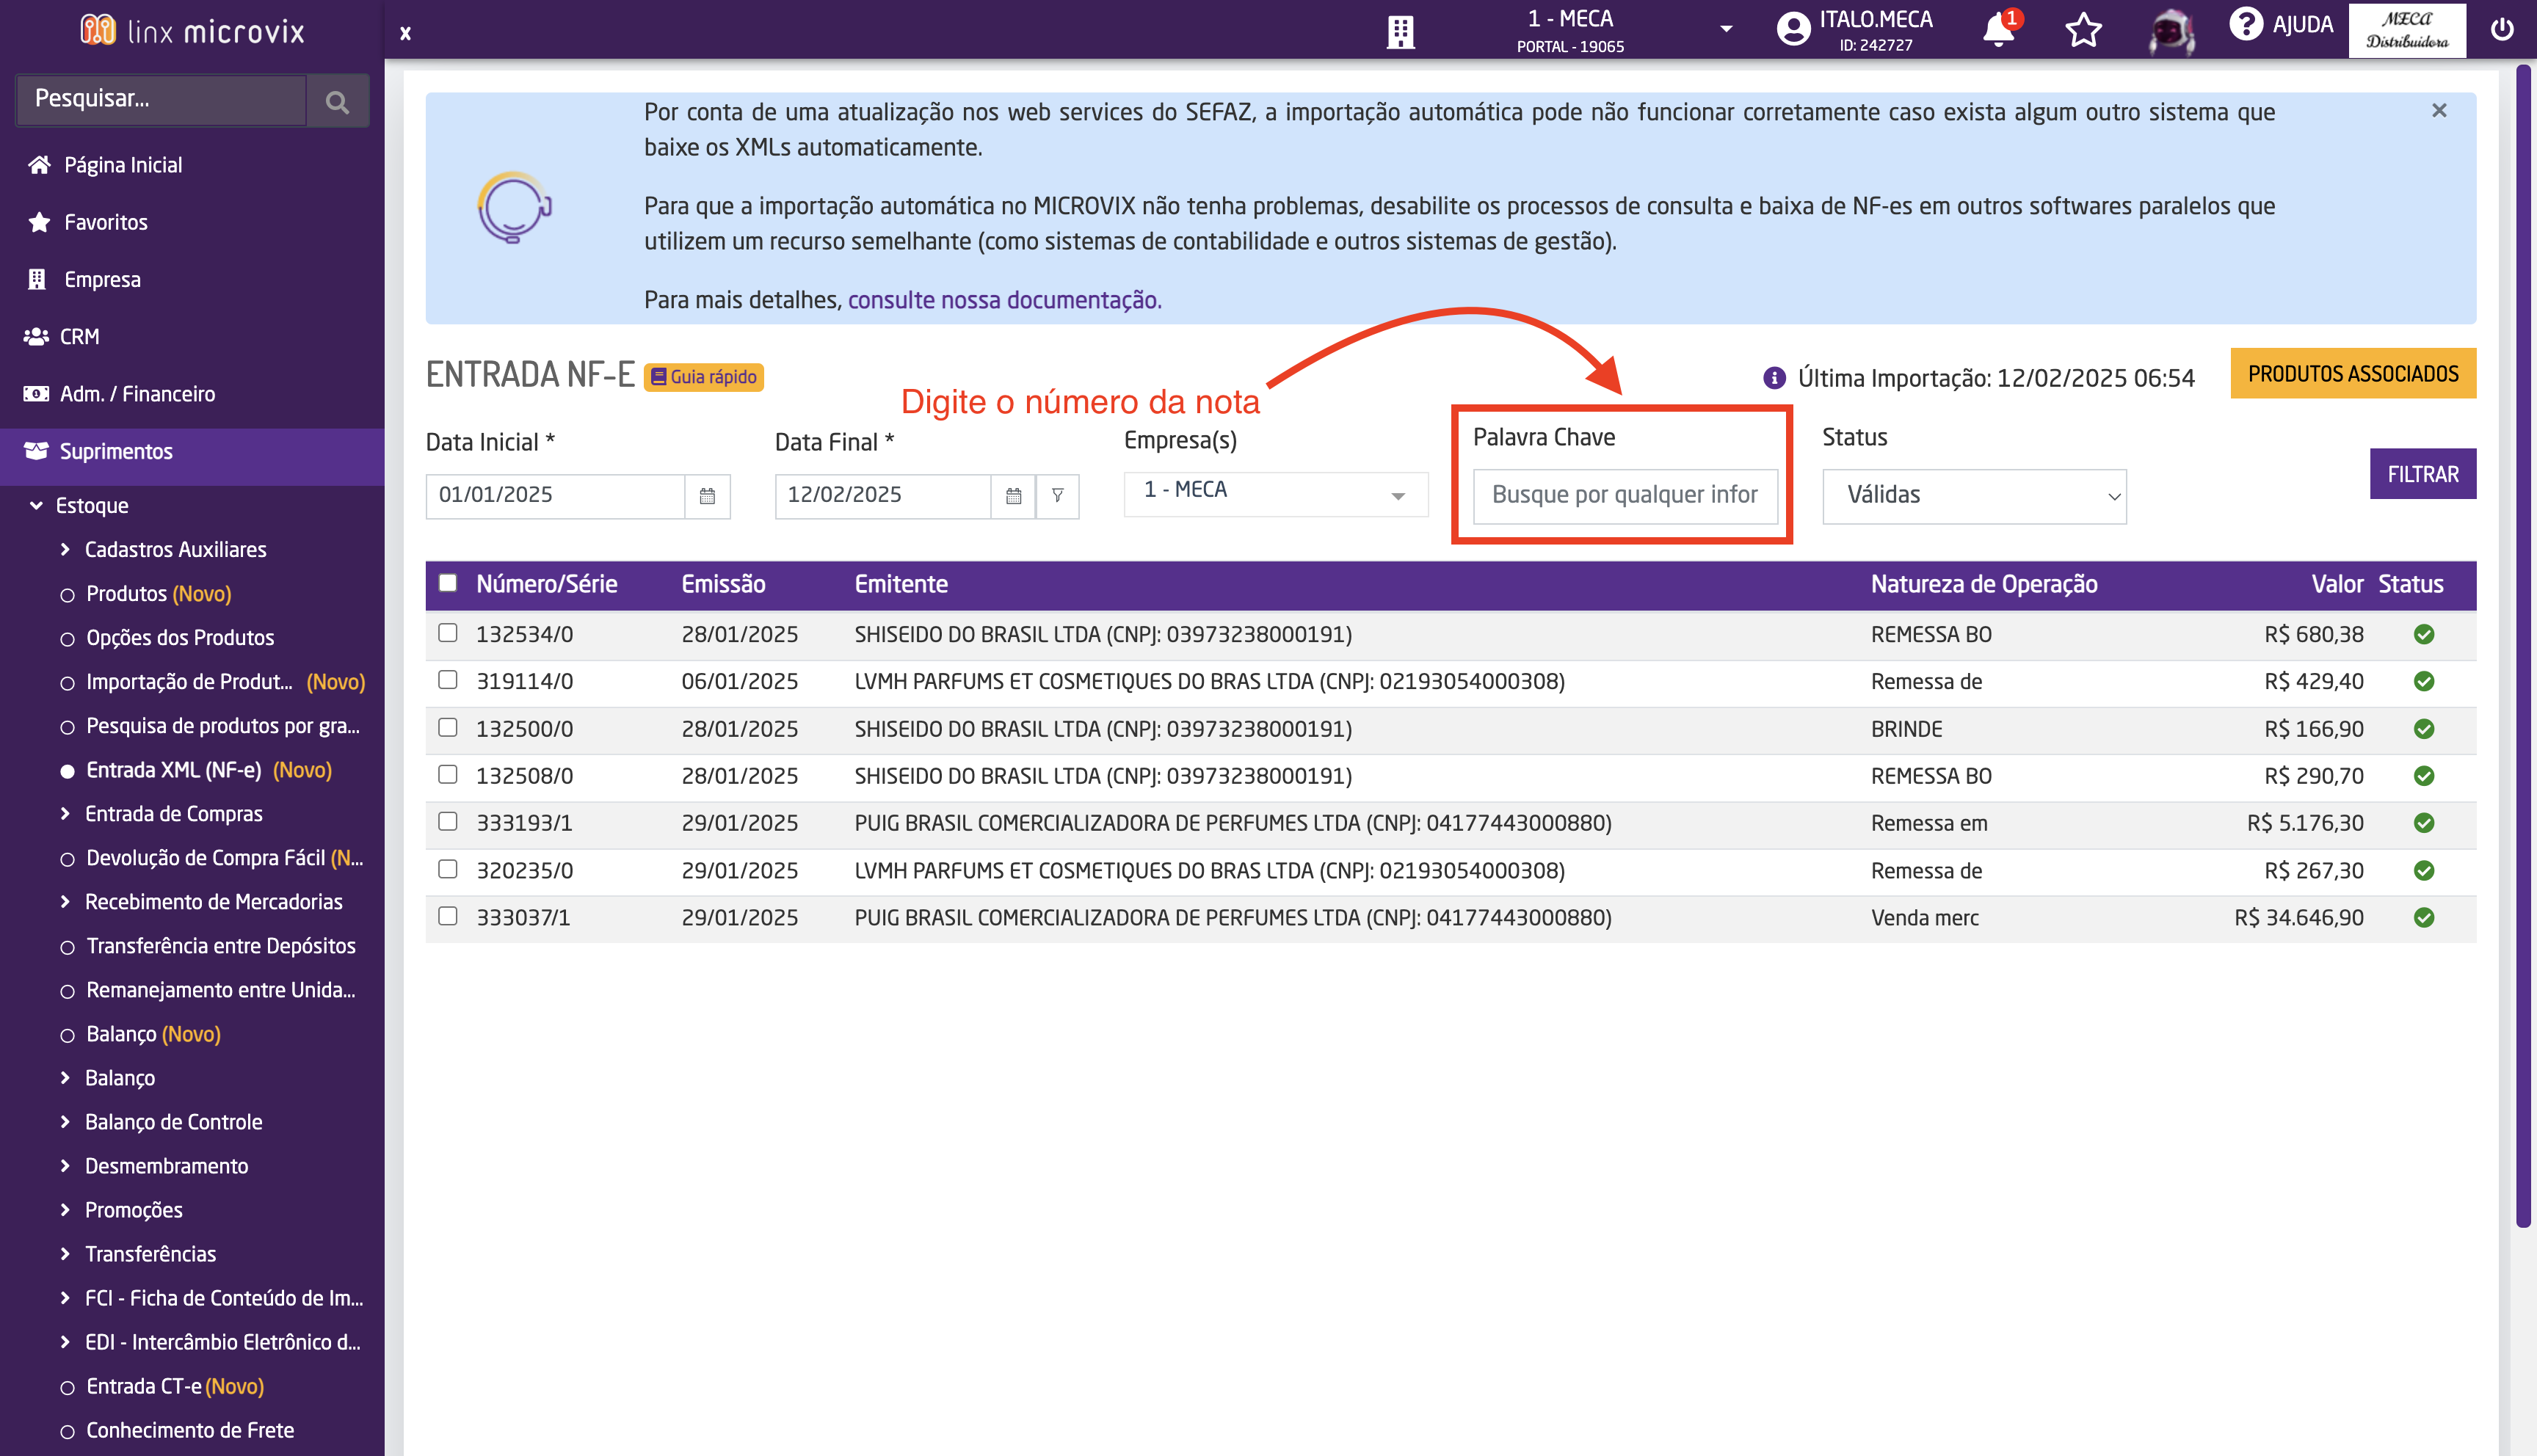 linx microvix
x
1 - MECA
PORTAL - 19065
ITALO.MECA
ID: 242727
1
? AJUDA
MECA
Distribuidora
Pesquisar...
Página Inicial
Favoritos
Empresa
CRM
Adm. / Financeiro
Suprimentos
Estoque
Cadastros Auxiliares
Produtos (Novo)
Opções dos Produtos
Importação de Produt... (Novo)
Pesquisa de produtos por gra...
Entrada XML (NF-e) (Novo)
Entrada de Compras
Devolução de Compra Fácil (N...
Recebimento de Mercadorias
Transferência entre Depósitos
Remanejamento entre Unida...
Balanço (Novo)
Balanço
Balanço de Controle
Desmembramento
Promoções
Transferências
FCI - Ficha de Conteúdo de Im...
EDI - Intercâmbio Eletrônico d...
Entrada CT-e (Novo)
Conhecimento de Frete
Por conta de uma atualização nos web services do SEFAZ, a importação automática pode não funcionar corretamente caso exista algum outro sistema que
baixe os XMLs automaticamente.
Para que a importação automática no MICROVIX não tenha problemas, desabilite os processos de consulta e baixa de NF-es em outros softwares paralelos que
utilizem um recurso semelhante (como sistemas de contabilidade e outros sistemas de gestão).
Para mais detalhes, consulte nossa documentação.
ENTRADA NF-E Guia rápido
Digite o número da nota
Última Importação: 12/02/2025 06:54
PRODUTOS ASSOCIADOS
Data Inicial * Data Final * Empresa(s) Palavra Chave Status
01/01/2025 12/02/2025 1 - MECA Busque por qualquer infor Válidas FILTRAR
Número/Série Emissão Emitente Natureza de Operação Valor Status
132534/0 28/01/2025 SHISEIDO DO BRASIL LTDA (CNPJ: 03973238000191) REMESSA BO R$ 680,38
319114/0 06/01/2025 LVMH PARFUMS ET COSMETIQUES DO BRAS LTDA (CNPJ: 02193054000308) Remessa de R$ 429,40
132500/0 28/01/2025 SHISEIDO DO BRASIL LTDA (CNPJ: 03973238000191) BRINDE R$ 166,90
132508/0 28/01/2025 SHISEIDO DO BRASIL LTDA (CNPJ: 03973238000191) REMESSA BO R$ 290,70
333193/1 29/01/2025 PUIG BRASIL COMERCIALIZADORA DE PERFUMES LTDA (CNPJ: 04177443000880) Remessa em R$ 5.176,30
320235/0 29/01/2025 LVMH PARFUMS ET COSMETIQUES DO BRAS LTDA (CNPJ: 02193054000308) Remessa de R$ 267,30
333037/1 29/01/2025 PUIG BRASIL COMERCIALIZADORA DE PERFUMES LTDA (CNPJ: 04177443000880) Venda merc R$ 34.646,90